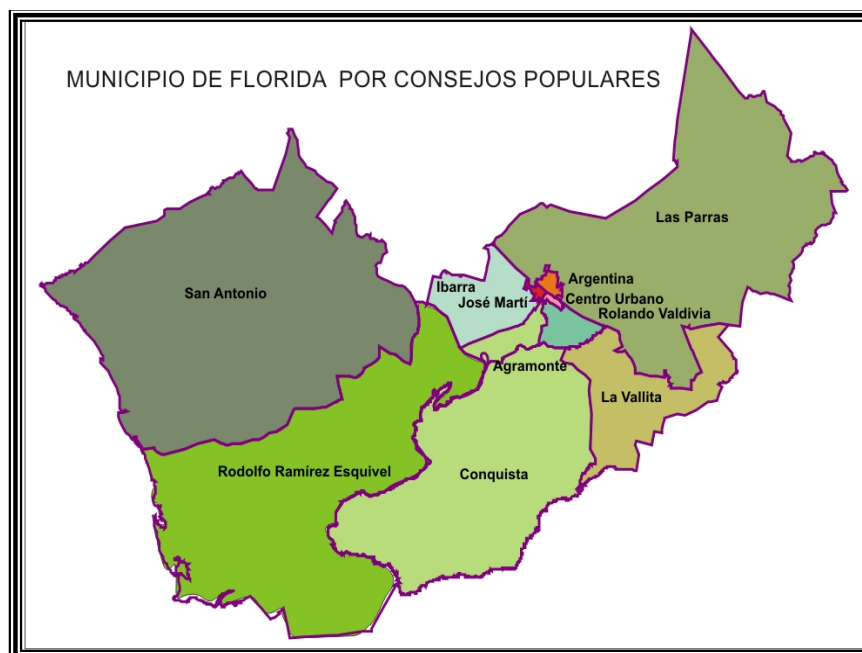 MUNICIPIO DE FLORIDA POR CONSEJOS POPULARES
Las Parras
Argentina
Ibarra
San Antonio
José Martí
Centro Urbano
Rolando Valdivia
Agramonte
La Vallita
Rodolfo Ramírez Esquivel
Conquista